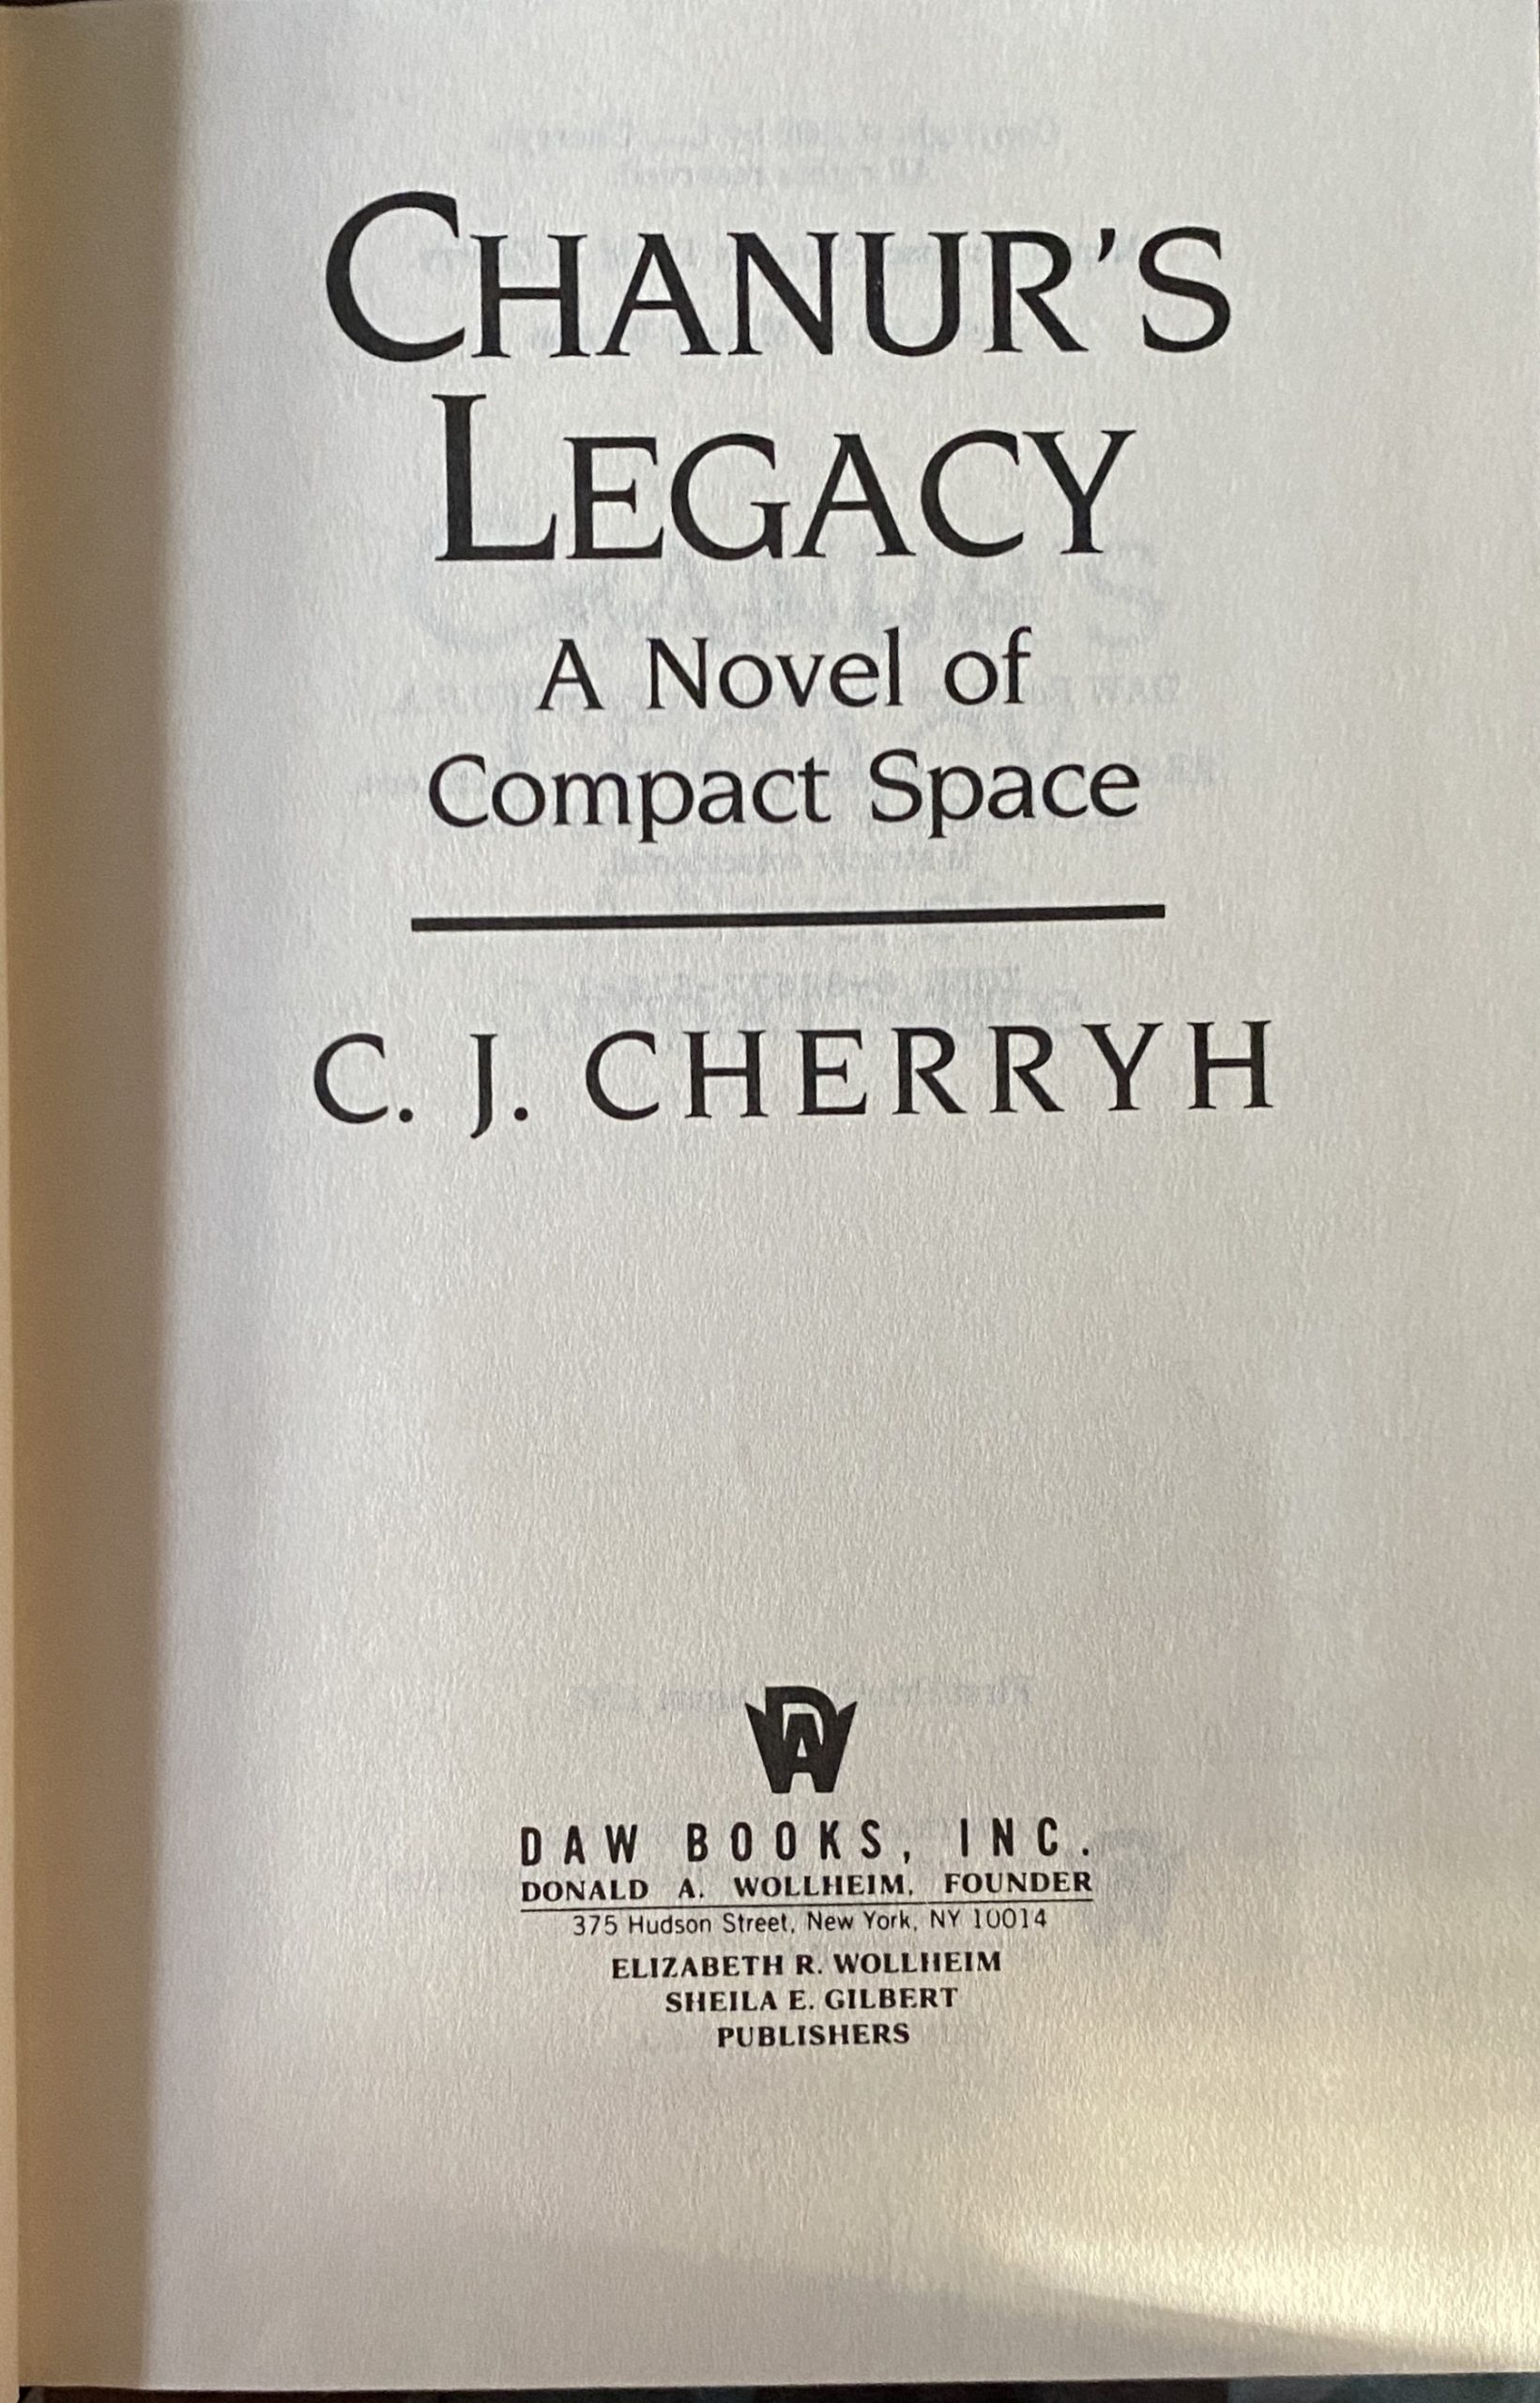 CHANUR'S
LEGACY
A Novel of
Compact Space
C. J. CHERRYH
DAW
DAW BOOKS, INC.
DONALD A. WOLLHEIM, FOUNDER
375 Hudson Street, New York, NY 10014
ELIZABETH R. WOLLHEIM
SHEILA E. GILBERT
PUBLISHERS